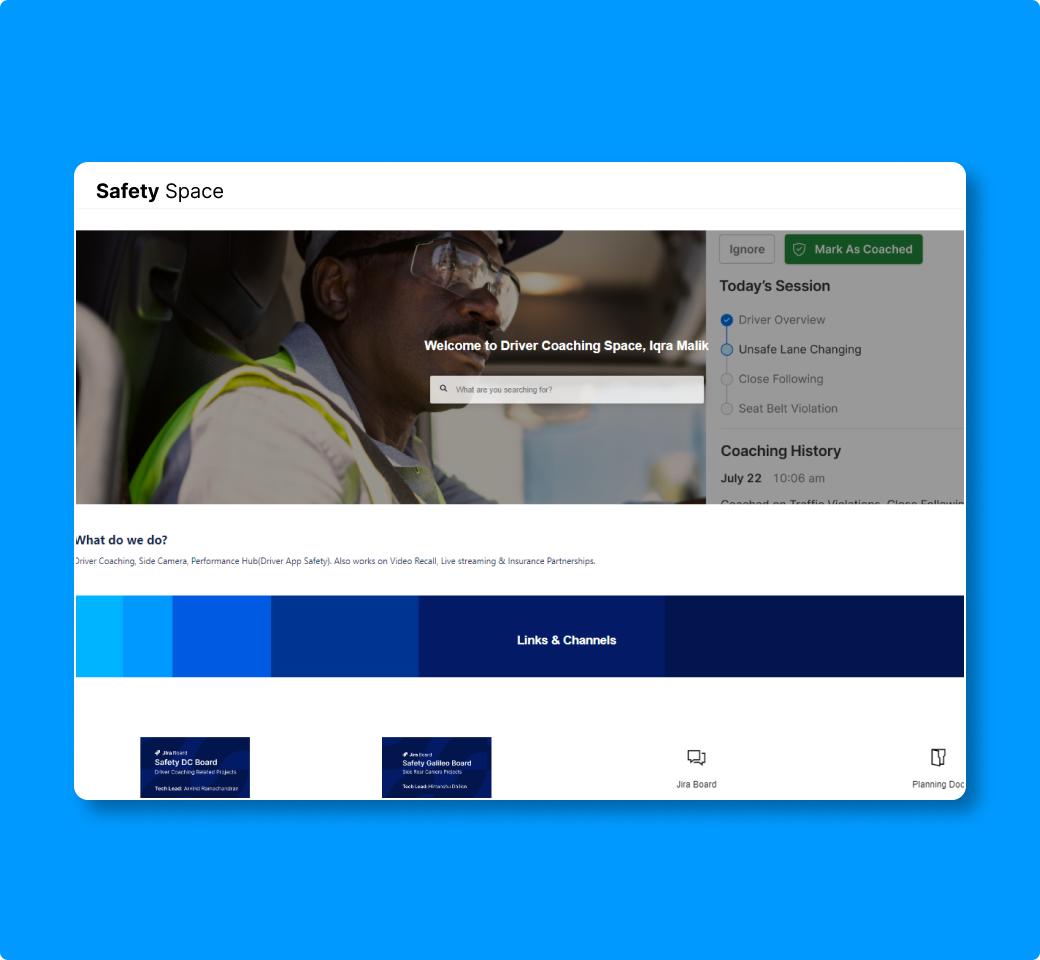 Safety Space
Ignore
Mark As Coached
Today's Session
Driver Overview
Unsafe Lane Changing
Close Following
Seat Belt Violation
Coaching History
July 22 10:06 am
Coached on Traffic Violations, Close Followin
Welcome to Driver Coaching Space, Iqra Malik
What are you searching for?
What do we do?
Driver Coaching, Side Camera, Performance Hub(Driver App Safety). Also works on Video Recall, Live streaming & Insurance Partnerships.
Links & Channels
Jira Board
Safety DC Board
Driver Coaching Related Projects
Tech Lead: Arvind Ramachandran
Jira Board
Safety Galileo Board
Side Rear Camera Projects
Tech Lead: Himanshu
Jira Board
Planning Doc